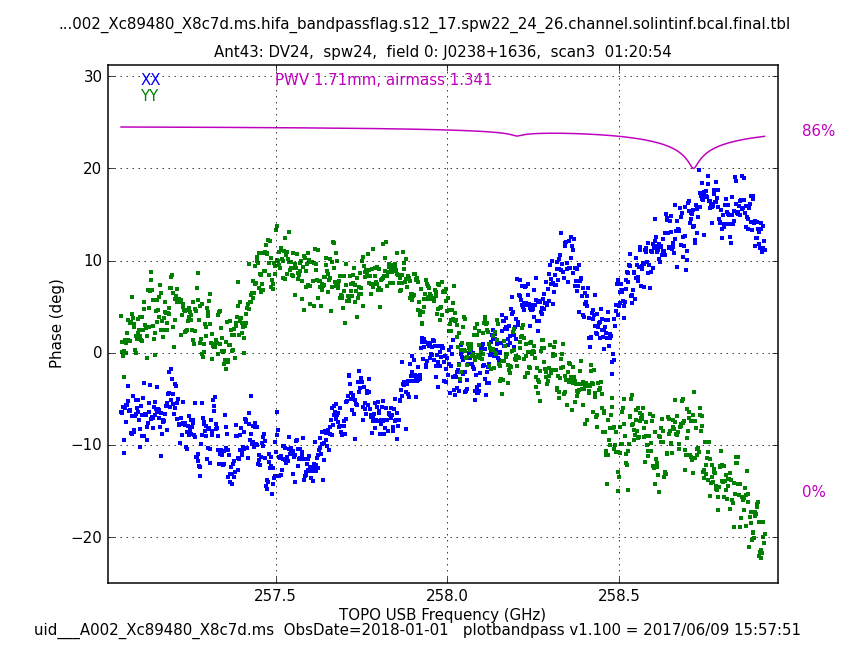 ...002_Xc89480_X8c7d.ms.hifa_bandpassflag.s12_17.spw22_24_26.channel.solintinf.bcal.final.tbl
Ant43: DV24,  spw24,  field 0: J0238+1636,  scan3  01:20:54
XX
YY
PWV 1.71mm, airmass 1.341
30
20
10
0
−10
−20
Phase (deg)
86%
0%
257.5
258.0
258.5
TOPO USB Frequency (GHz)
uid___A002_Xc89480_X8c7d.ms  ObsDate=2018-01-01   plotbandpass v1.100 = 2017/06/09 15:57:51